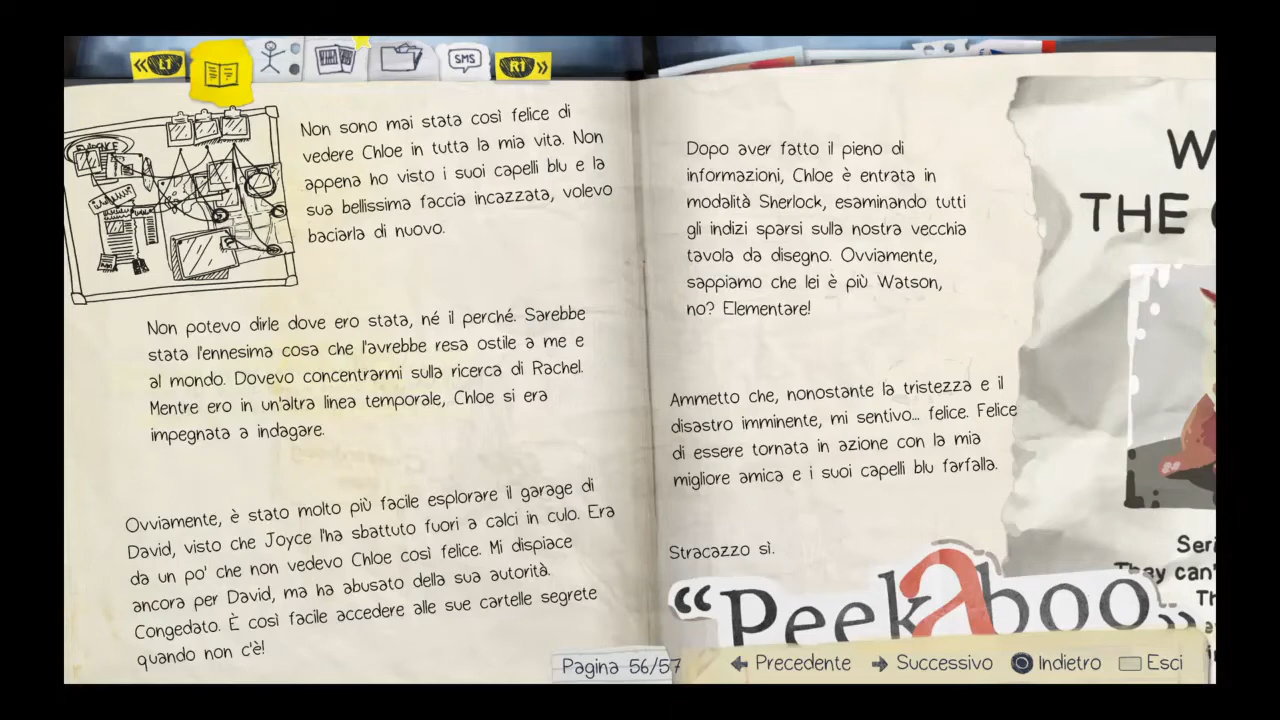 LT
SMS
R1
EVIDENCE
Non sono mai stata così felice di
vedere Chloe in tutta la mia vita. Non
appena ho visto i suoi capelli blu e la
sua bellissima faccia incazzata, volevo
baciarla di nuovo.
Non potevo dirle dove ero stata, né il perché. Sarebbe
stata l'ennesima cosa che l'avrebbe resa ostile a me e
al mondo. Dovevo concentrarmi sulla ricerca di Rachel.
Mentre ero in un'altra linea temporale, Chloe si era
impegnata a indagare.
Ovviamente, è stato molto più facile esplorare il garage di
David, visto che Joyce l'ha sbattuto fuori a calci in culo. Era
da un po' che non vedevo Chloe così felice. Mi dispiace
ancora per David, ma ha abusato della sua autorità.
Congedato. È così facile accedere alle sue cartelle segrete
quando non c'è!
Dopo aver fatto il pieno di
informazioni, Chloe è entrata in
modalità Sherlock, esaminando tutti
gli indizi sparsi sulla nostra vecchia
tavola da disegno. Ovviamente,
sappiamo che lei è più Watson,
no? Elementare!
Ammetto che, nonostante la tristezza e il
disastro imminente, mi sentivo... felice. Felice
di essere tornata in azione con la mia
migliore amica e i suoi capelli blu farfalla.
Stracazzo sì.
W
THE
Seri
They can't
Th
"Peekaboo..."
Pagina 56/57
Precedente
Successivo
Indietro
Esci